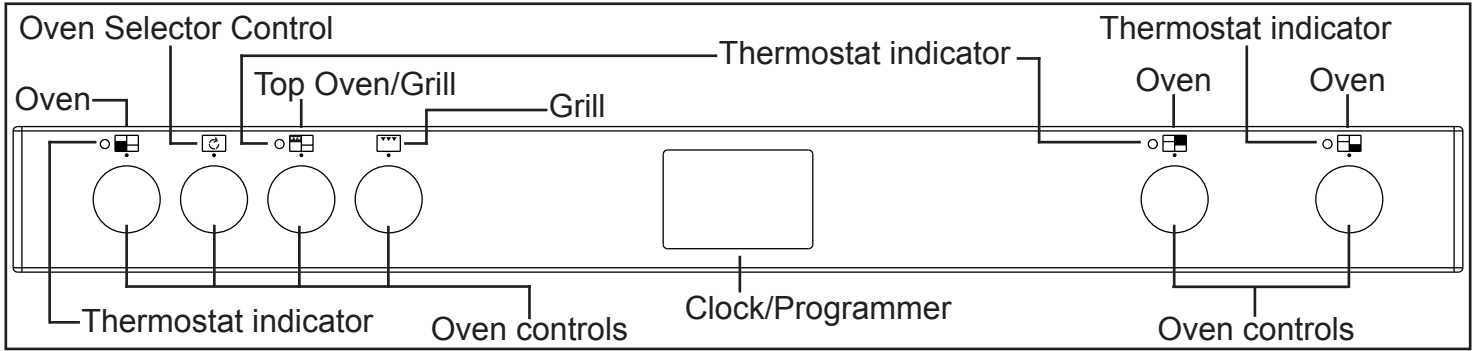 Oven Selector Control
Thermostat indicator
Thermostat indicator
Top Oven/Grill
Oven
Oven
Oven
Grill
Thermostat indicator
Oven controls
Clock/Programmer
Oven controls